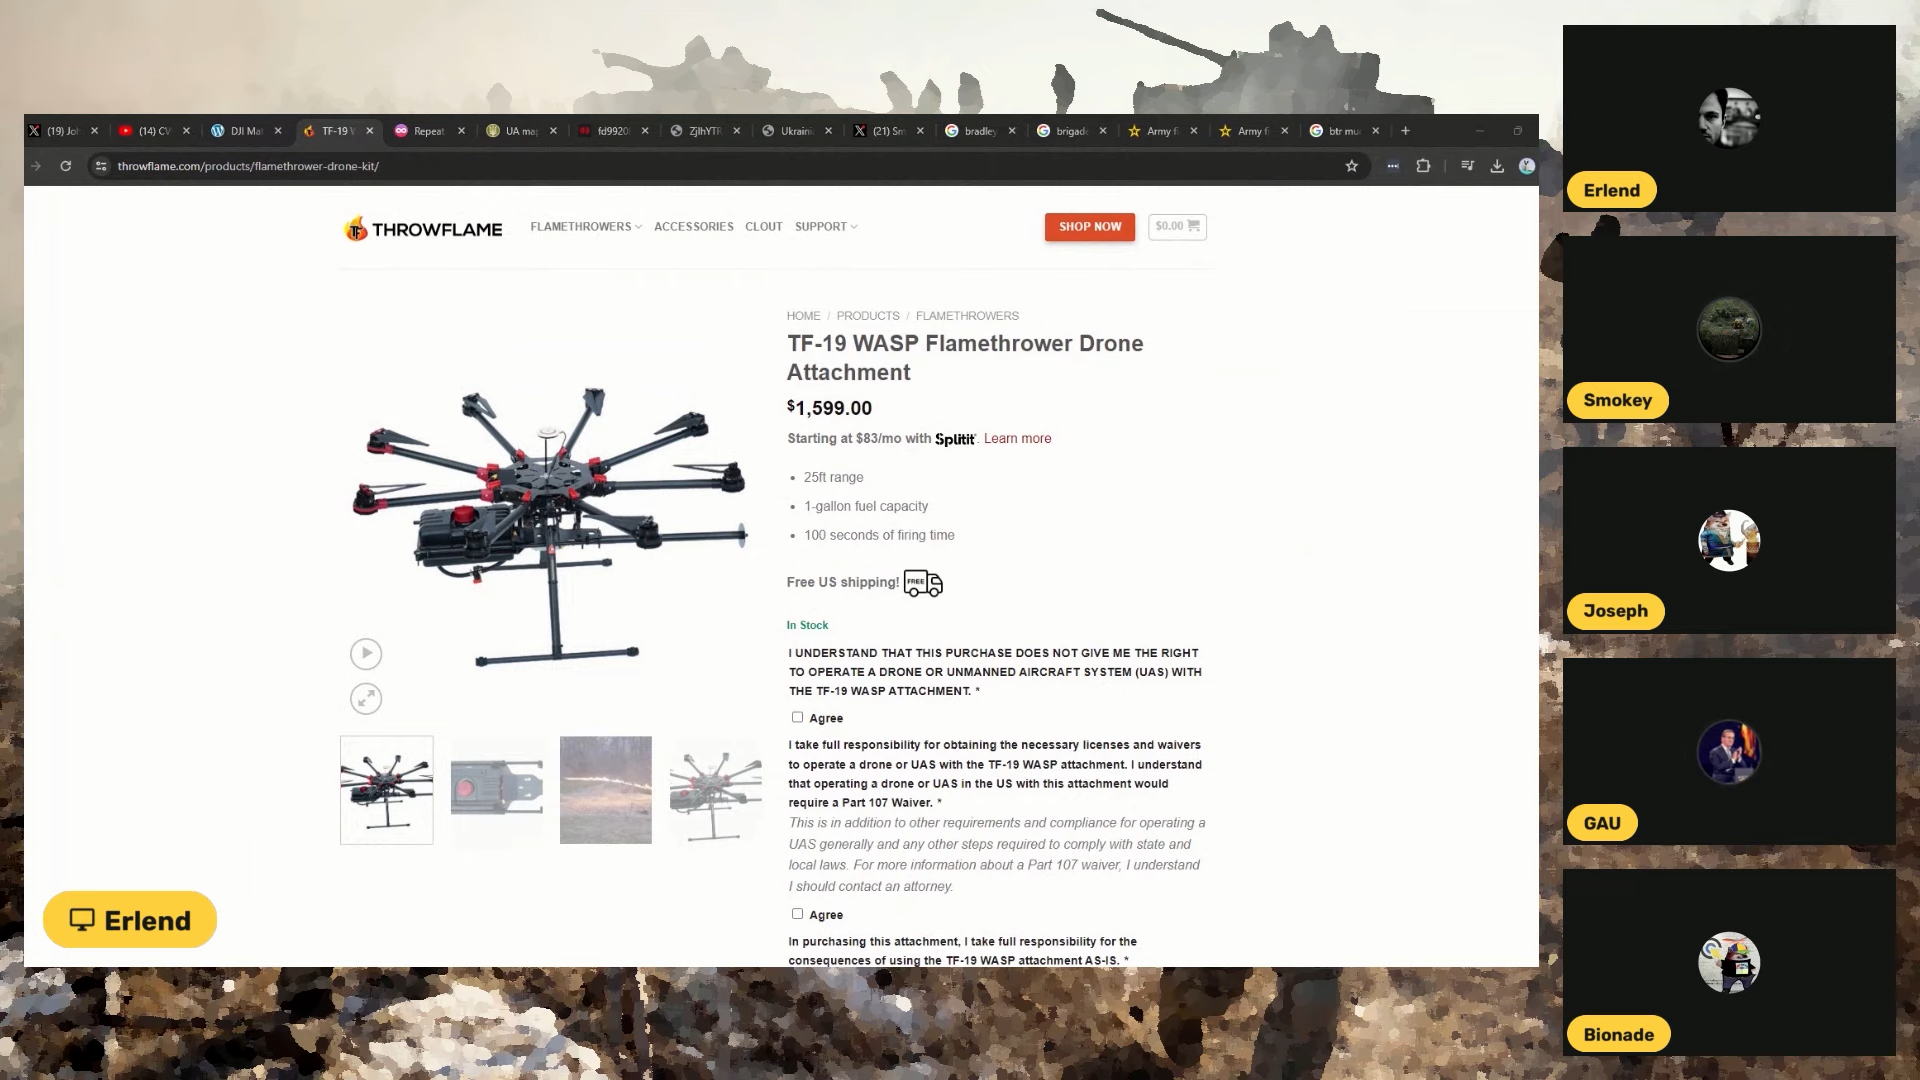 (19) Joh
(14) CV
DJI Mat
TF-19 V
Repeat
UA map
fd9920
ZjlhYTR
Ukraini
(21) Sm
bradley
brigade
Army fi
Army fi
btr mu
throwflame.com/products/flamethrower-drone-kit/
THROWFLAME
FLAMETHROWERS
ACCESSORIES
CLOUT
SUPPORT
SHOP NOW
$0.00
HOME / PRODUCTS / FLAMETHROWERS
TF-19 WASP Flamethrower Drone
Attachment
$1,599.00
Starting at $83/mo with Splitit. Learn more
25ft range
1-gallon fuel capacity
100 seconds of firing time
Free US shipping! FREE
In Stock
I UNDERSTAND THAT THIS PURCHASE DOES NOT GIVE ME THE RIGHT
TO OPERATE A DRONE OR UNMANNED AIRCRAFT SYSTEM (UAS) WITH
THE TF-19 WASP ATTACHMENT. *
Agree
I take full responsibility for obtaining the necessary licenses and waivers
to operate a drone or UAS with the TF-19 WASP attachment. I understand
that operating a drone or UAS in the US with this attachment would
require a Part 107 Waiver. *
This is in addition to other requirements and compliance for operating a
UAS generally and any other steps required to comply with state and
local laws. For more information about a Part 107 waiver, I understand
I should contact an attorney.
Agree
In purchasing this attachment, I take full responsibility for the
consequences of using the TF-19 WASP attachment AS-IS. *
Erlend
Erlend
Smokey
Joseph
GAU
Bionade